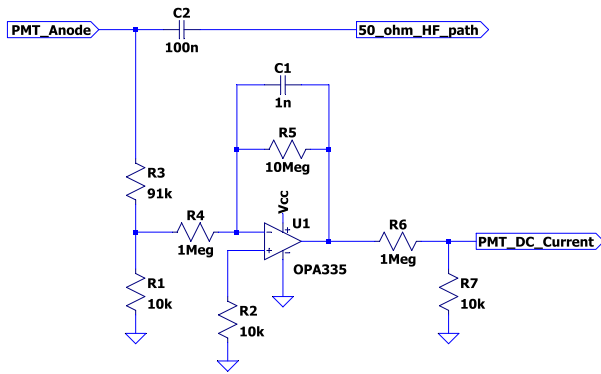 C2
PMT_Anode
50_ohm_HF_path
100n
C1
1n
R5
10Meg
R3
91k
Vcc
R4
U1
R6
PMT_DC_Current
1Meg
1Meg
OPA335
R1
10k
R7
10k
R2
10k